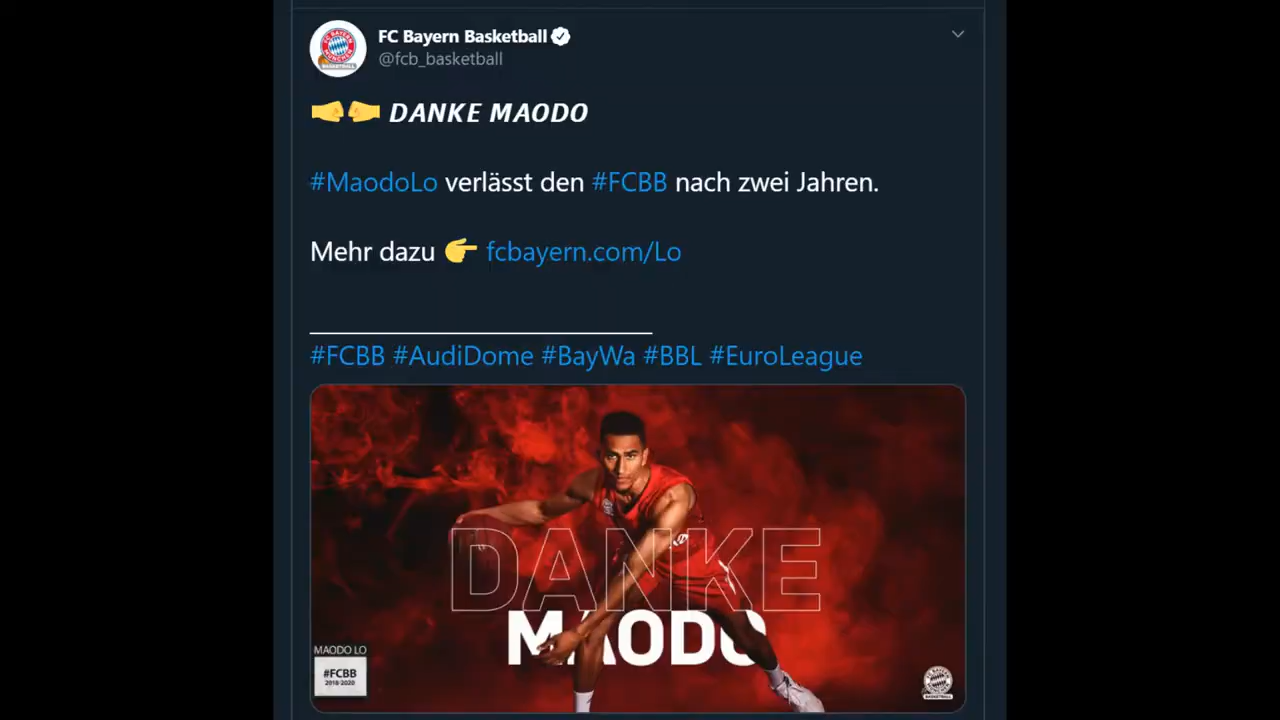 FC Bayern Basketball
@fcb_basketball
DANKE MAODO
#MaodoLo verlässt den #FCBB nach zwei Jahren.
Mehr dazu fcbayern.com/Lo
#FCBB #AudiDome #BayWa #BBL #EuroLeague
DANKE
MAODO
MAODO LO
#FCBB
2018/2020